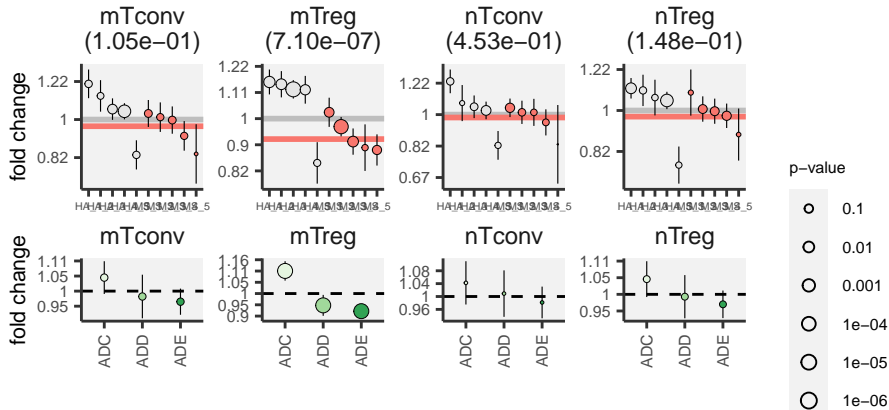 mTconv
(1.05e−01)
mTreg
(7.10e−07)
nTconv
(4.53e−01)
nTreg
(1.48e−01)
fold change
1.22
1
0.82
1.22
1.11
1
0.9
0.82
1.22
1
0.82
0.67
1.22
1
0.82
mTconv
mTreg
nTconv
nTreg
fold change
1.11
1.05
1
0.95
1.16
1.1
1.05
1
0.95
0.9
1.08
1.04
1
0.96
1.11
1.05
1
0.95
ADC
ADD
ADE
ADC
ADD
ADE
ADC
ADD
ADE
ADC
ADD
ADE
p−value
0.1
0.01
0.001
1e−04
1e−05
1e−06